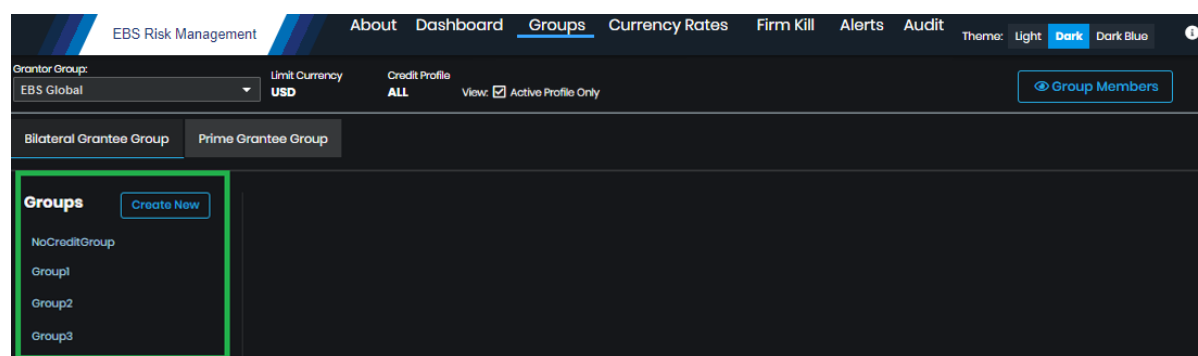 EBS Risk Management
About Dashboard Groups Currency Rates Firm Kill Alerts Audit Theme: Light Dark Dark Blue
Grantor Group: Limit Currency Credit Profile
EBS Global USD ALL View: Active Profile Only Group Members
Bilateral Grantee Group Prime Grantee Group
Groups Create New
NoCreditGroup
Group1
Group2
Group3